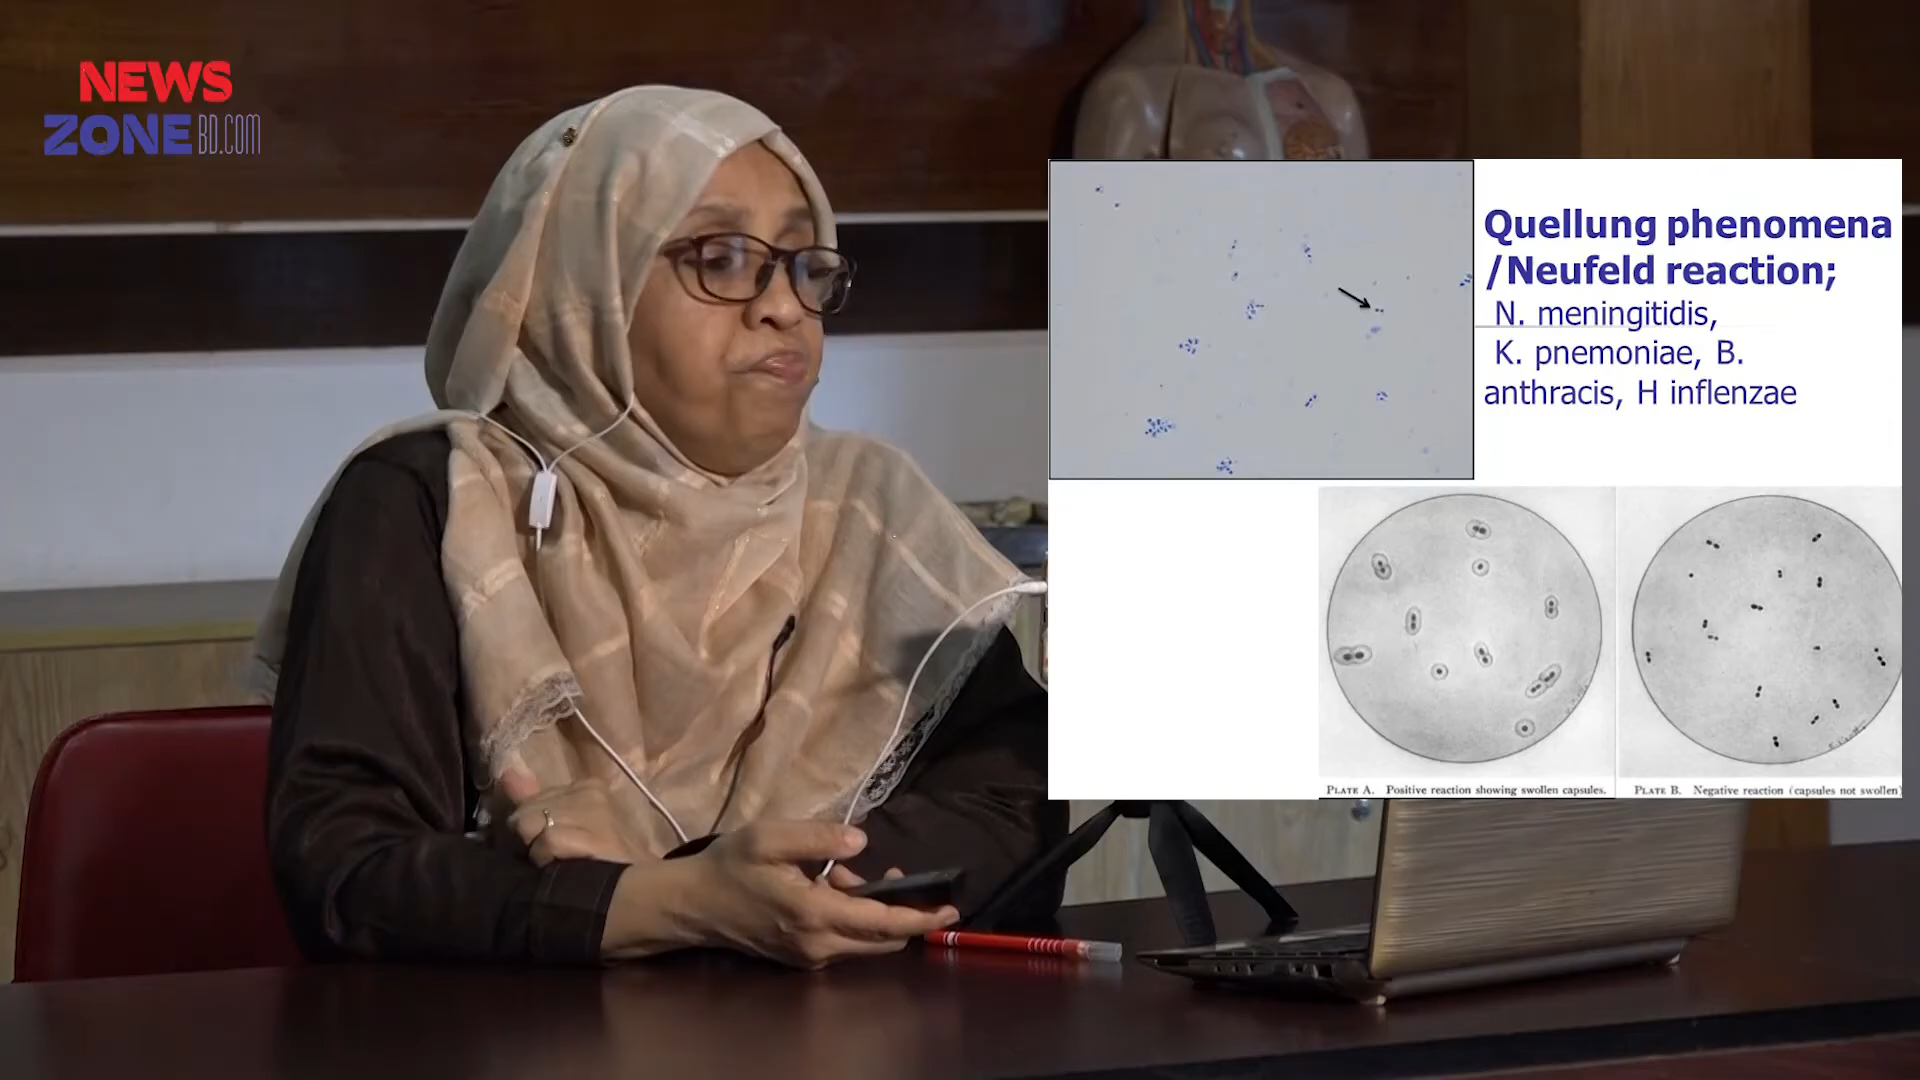 NEWS
ZONE BD.COM
Quellung phenomena
/Neufeld reaction;
N. meningitidis,
K. pnemoniae, B.
anthracis, H inflenzae
PLATE A. Positive reaction showing swollen capsules.
PLATE B. Negative reaction (capsules not swollen)